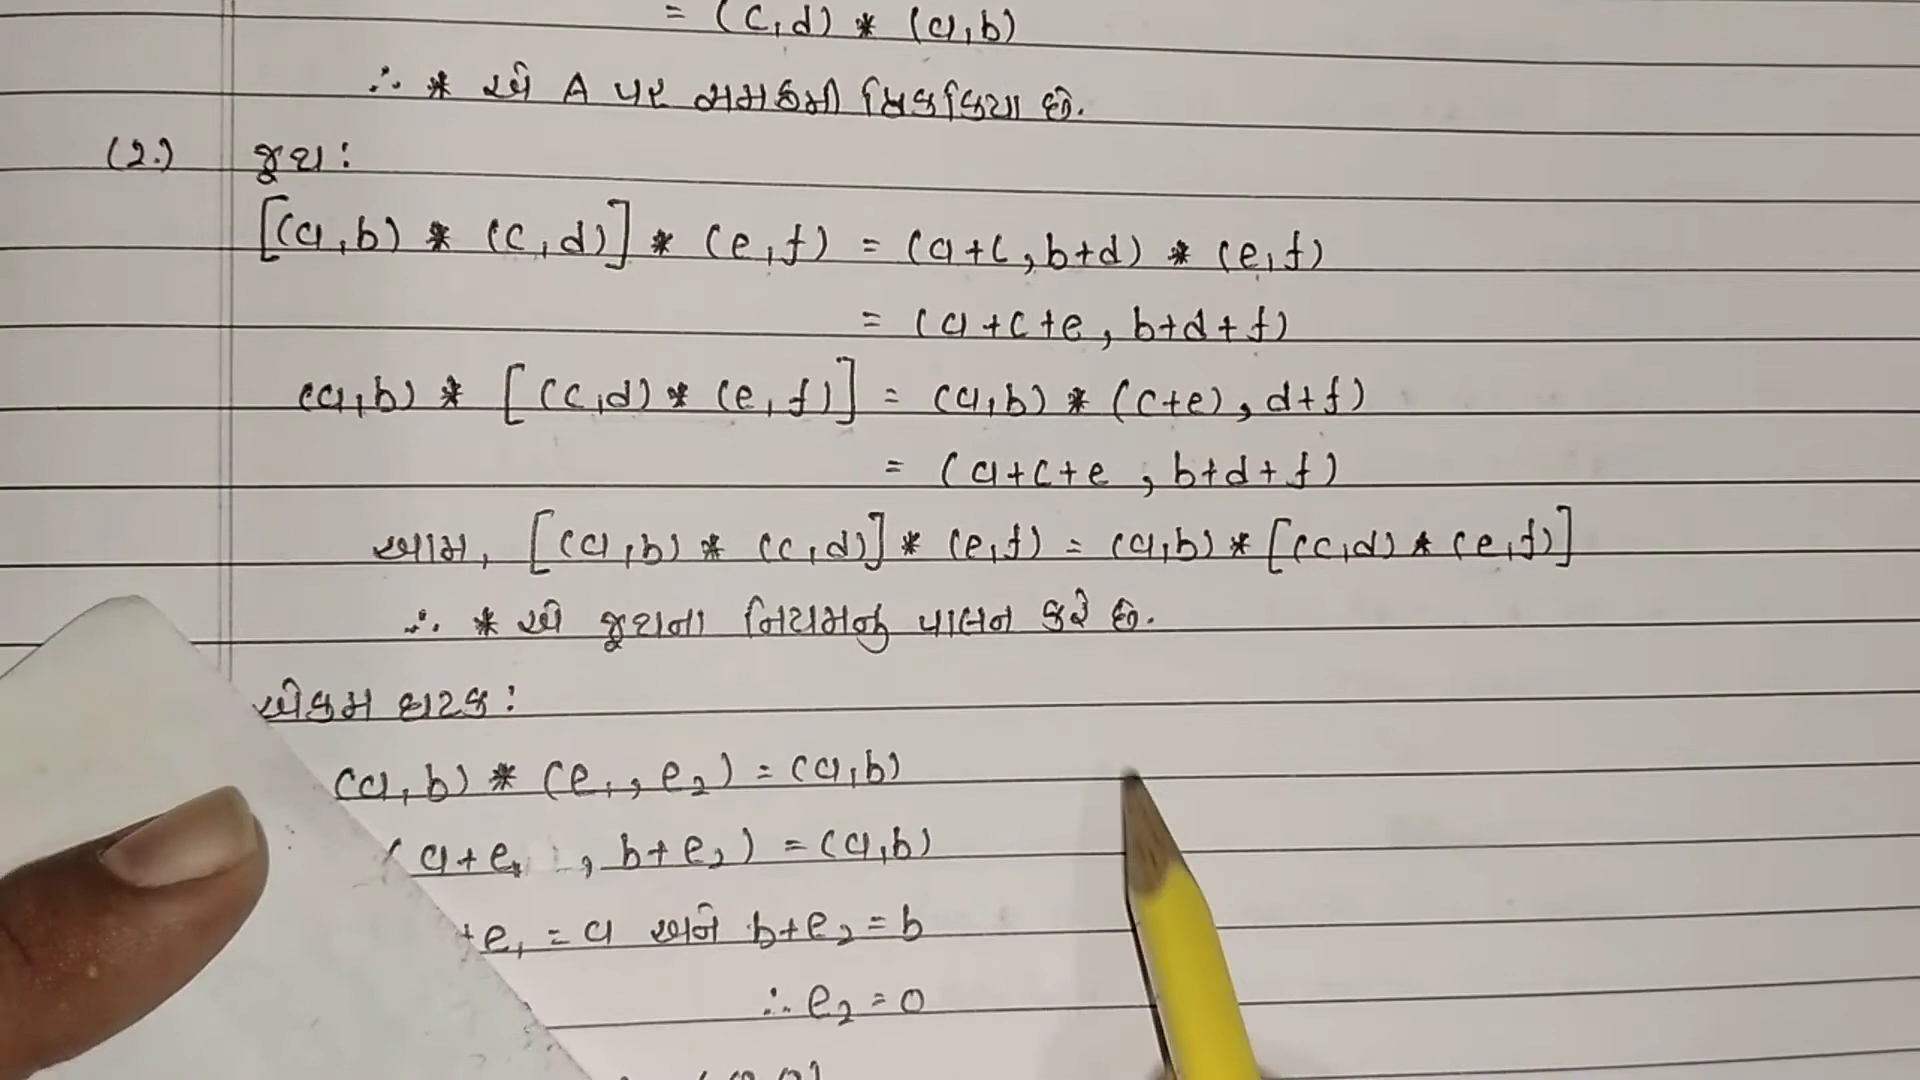 = (c, d) * (a, b)
∴ * એ A પર સમક્રમી દ્વિકક્રિયા છે.
(2.) જૂથ :
[(a, b) * (c, d)] * (e, f) = (a+c, b+d) * (e, f)
= (a+c+e, b+d+f)
(a, b) * [(c, d) * (e, f)] = (a, b) * (c+e), d+f)
= (a+c+e, b+d+f)
આમ, [(a, b) * (c, d)] * (e, f) = (a, b) * [(c, d) * (e, f)]
∴ * એ જૂથના નિયમનું પાલન કરે છે.
એકમ ઘટક :
(a, b) * (e₁, e₂) = (a, b)
(a+e₁, b+e₂) = (a, b)
+e₁ = a અને b+e₂ = b
∴ e₂ = 0